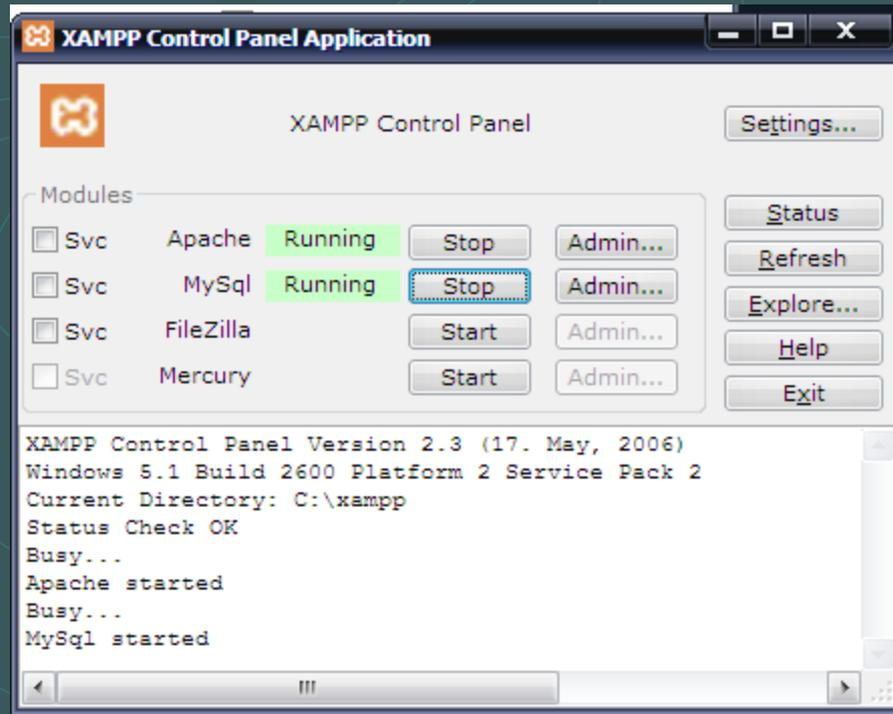 XAMPP Control Panel Application
XAMPP Control Panel
Settings...
Modules
Svc Apache Running Stop Admin...
Svc MySql Running Stop Admin...
Svc FileZilla Start Admin...
Svc Mercury Start Admin...
Status
Refresh
Explore...
Help
Exit
XAMPP Control Panel Version 2.3 (17. May, 2006)
Windows 5.1 Build 2600 Platform 2 Service Pack 2
Current Directory: C:\xampp
Status Check OK
Busy...
Apache started
Busy...
MySql started